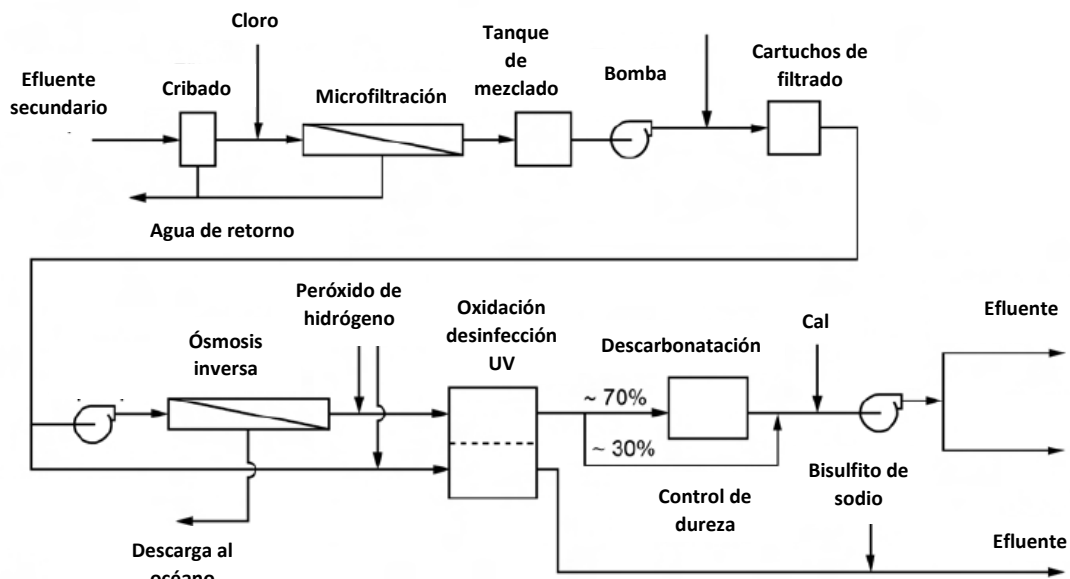 Cloro
Tanque
de
mezclado
Cartuchos de
filtrado
Efluente
secundario
Cribado
Microfiltración
Bomba
Agua de retorno
Peróxido de
hidrógeno
Oxidación
desinfección
UV
Cal
Efluente
Ósmosis
inversa
Descarbonatación
~ 70%
~ 30%
Bisulfito de
sodio
Control de
dureza
Descarga al
océano
Efluente